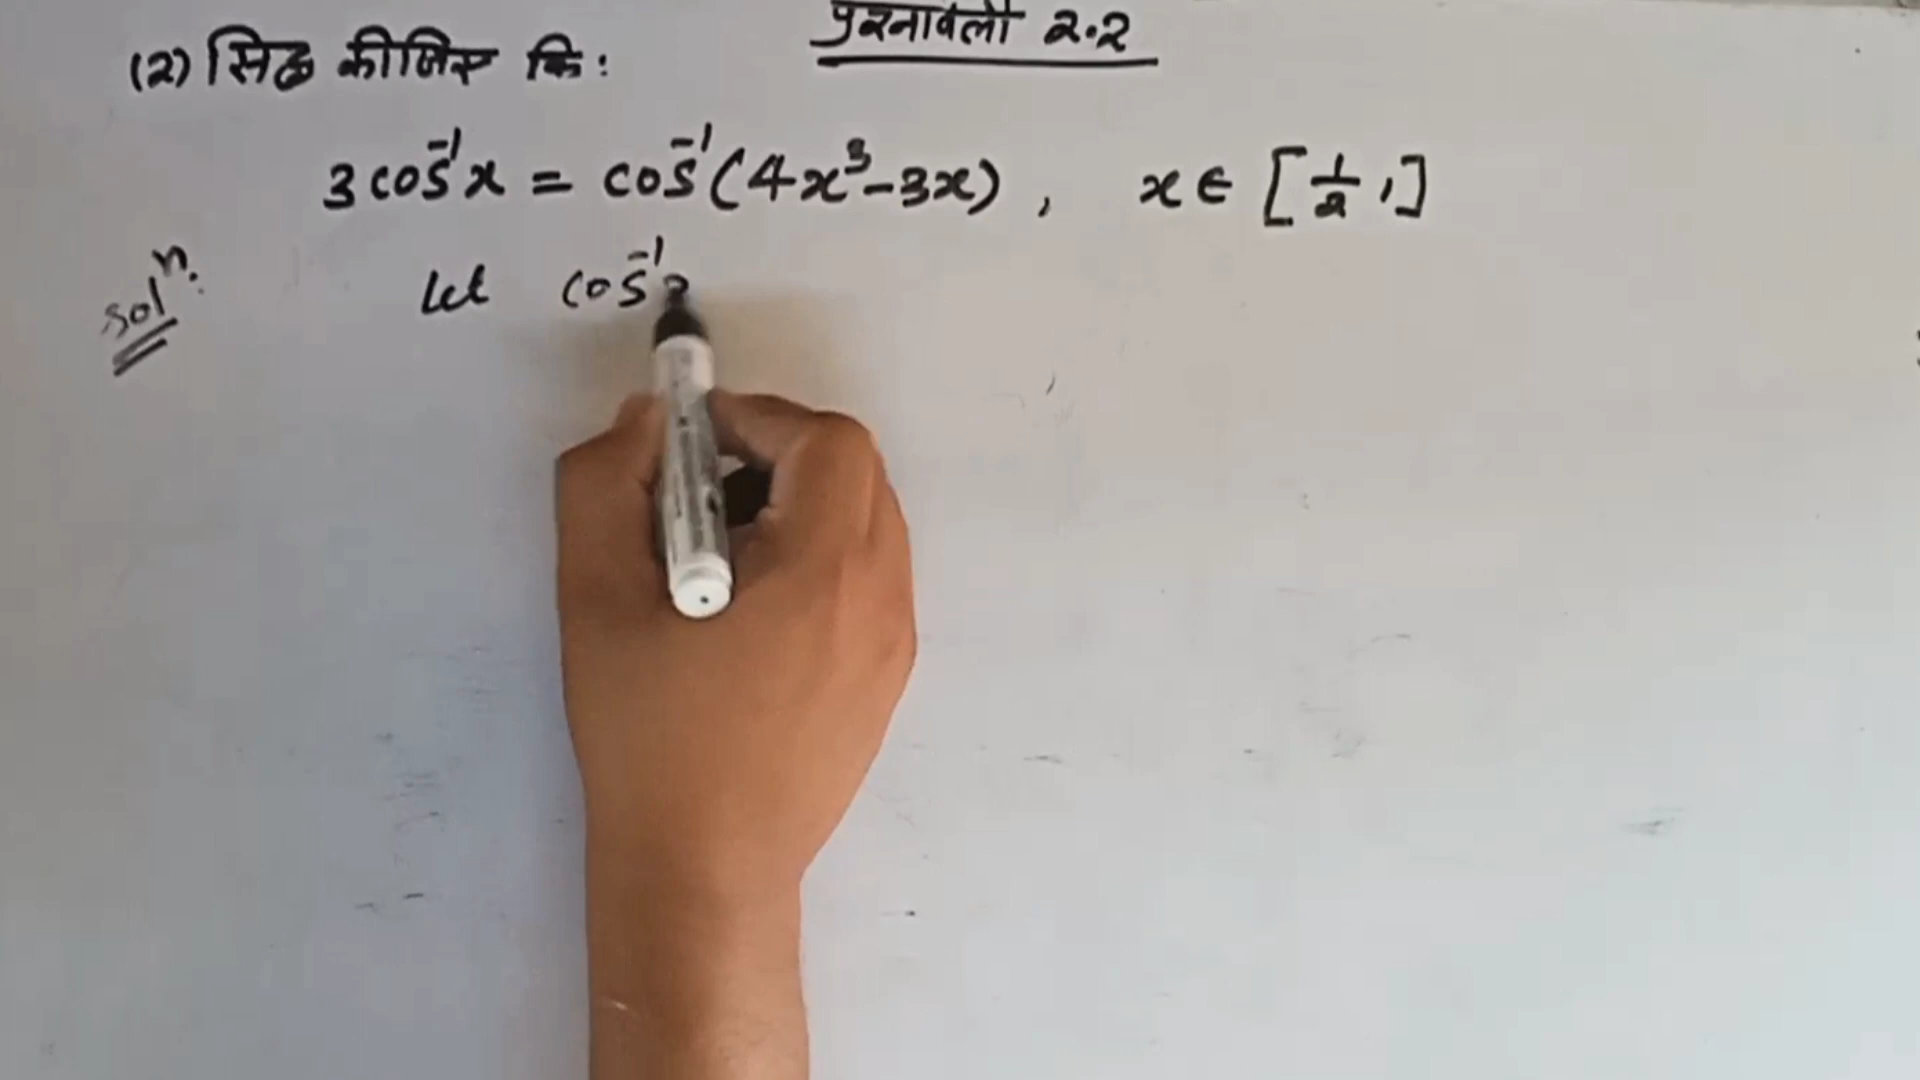 प्रश्नावली 2.2
(2) सिद्ध कीजिए कि:
3cos⁻¹x = cos⁻¹(4x³-3x), x ∈ [1/2, 1]
solⁿ. Let cos⁻¹